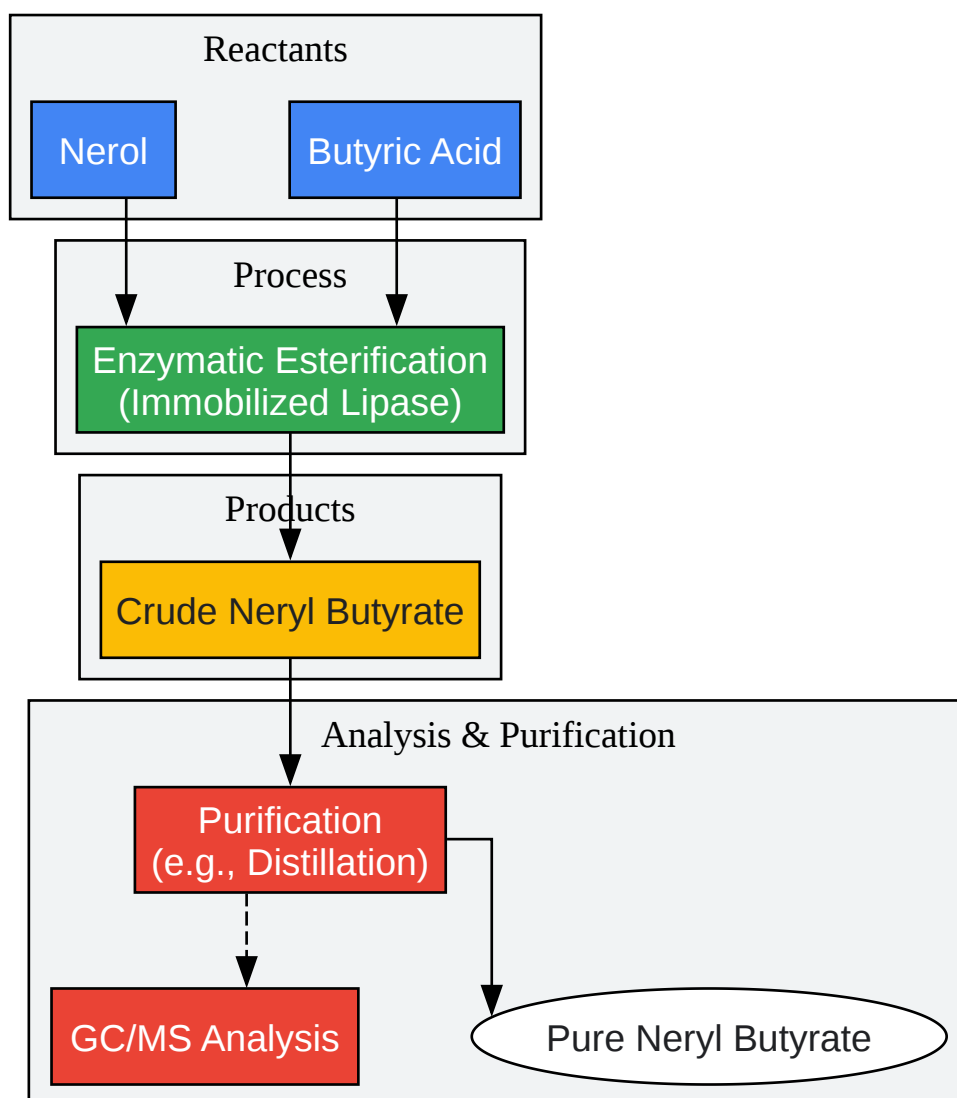 Reactants
Nerol
Butyric Acid
Process
Enzymatic Esterification
(Immobilized Lipase)
Products
Crude Neryl Butyrate
Analysis & Purification
Purification
(e.g., Distillation)
GC/MS Analysis
Pure Neryl Butyrate